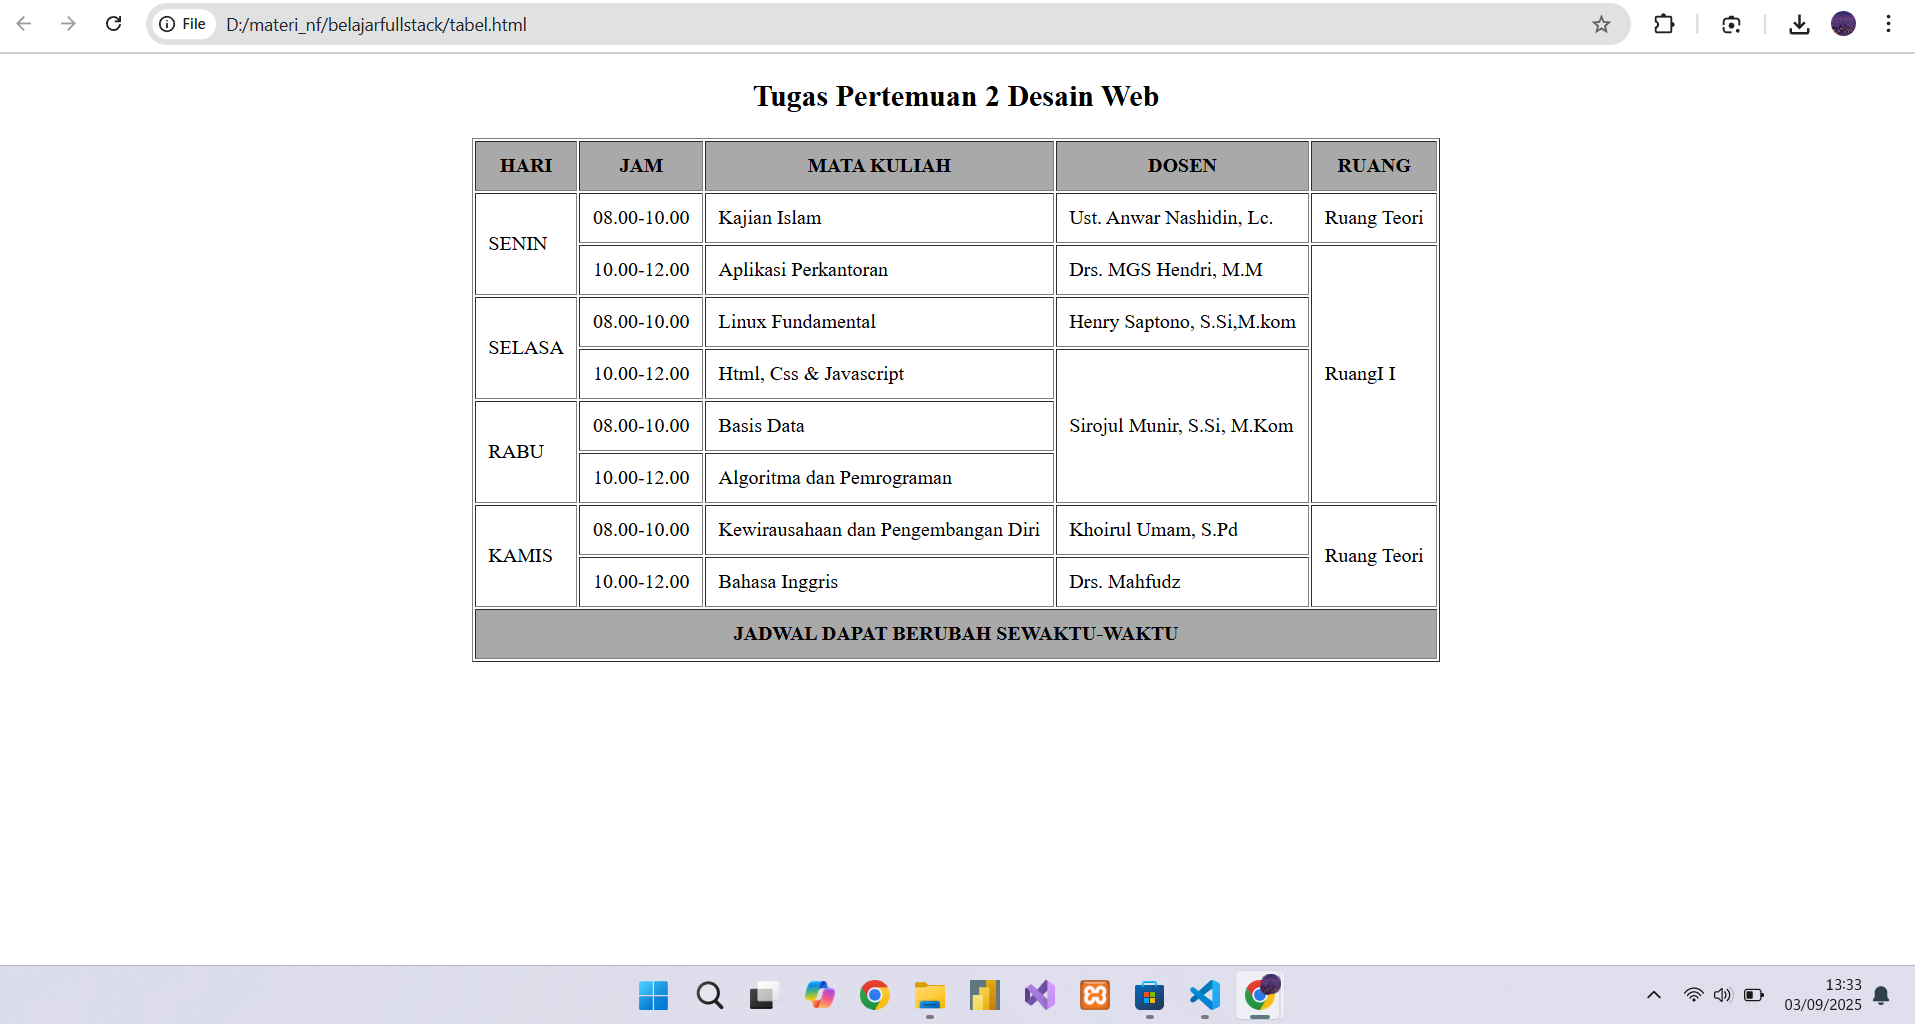 File D:/materi_nf/belajarfullstack/tabel.html
Tugas Pertemuan 2 Desain Web
HARI JAM MATA KULIAH DOSEN RUANG
SENIN 08.00-10.00 Kajian Islam Ust. Anwar Nashidin, Lc. Ruang Teori
10.00-12.00 Aplikasi Perkantoran Drs. MGS Hendri, M.M RuangI I
SELASA 08.00-10.00 Linux Fundamental Henry Saptono, S.Si,M.kom
10.00-12.00 Html, Css & Javascript Sirojul Munir, S.Si, M.Kom
RABU 08.00-10.00 Basis Data
10.00-12.00 Algoritma dan Pemrograman
KAMIS 08.00-10.00 Kewirausahaan dan Pengembangan Diri Khoirul Umam, S.Pd Ruang Teori
10.00-12.00 Bahasa Inggris Drs. Mahfudz
JADWAL DAPAT BERUBAH SEWAKTU-WAKTU
13:33
03/09/2025